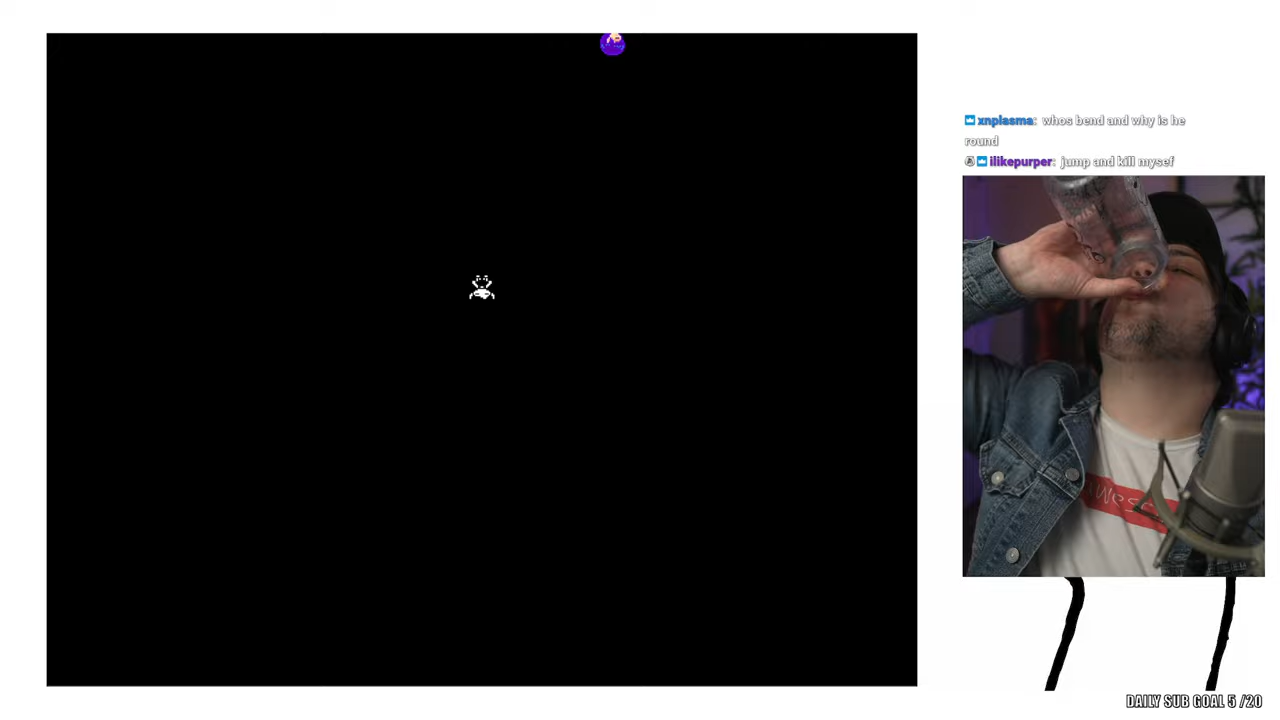 xnplasma: whos bend and why is he
round
ilikepurper: jump and kill mysef
DAILY SUB GOAL 5 /20